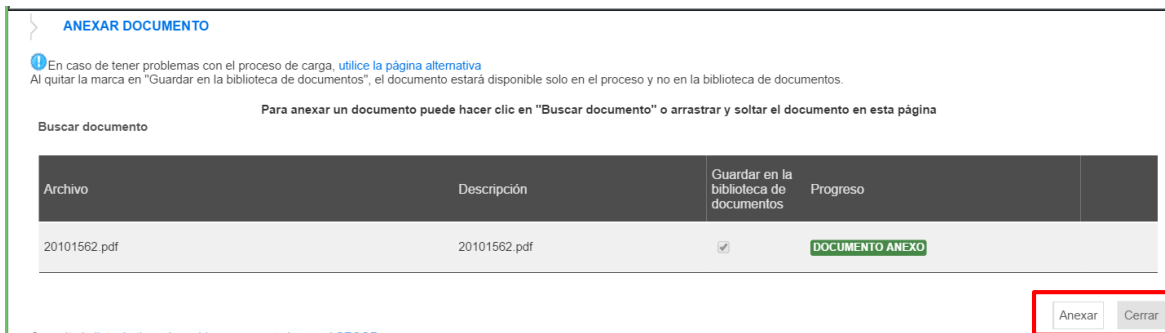 ANEXAR DOCUMENTO
En caso de tener problemas con el proceso de carga, utilice la página alternativa
Al quitar la marca en "Guardar en la biblioteca de documentos", el documento estará disponible solo en el proceso y no en la biblioteca de documentos.
Para anexar un documento puede hacer clic en "Buscar documento" o arrastrar y soltar el documento en esta página
Buscar documento
Archivo Descripción Guardar en la biblioteca de documentos Progreso
20101562.pdf 20101562.pdf DOCUMENTO ANEXO
Anexar Cerrar